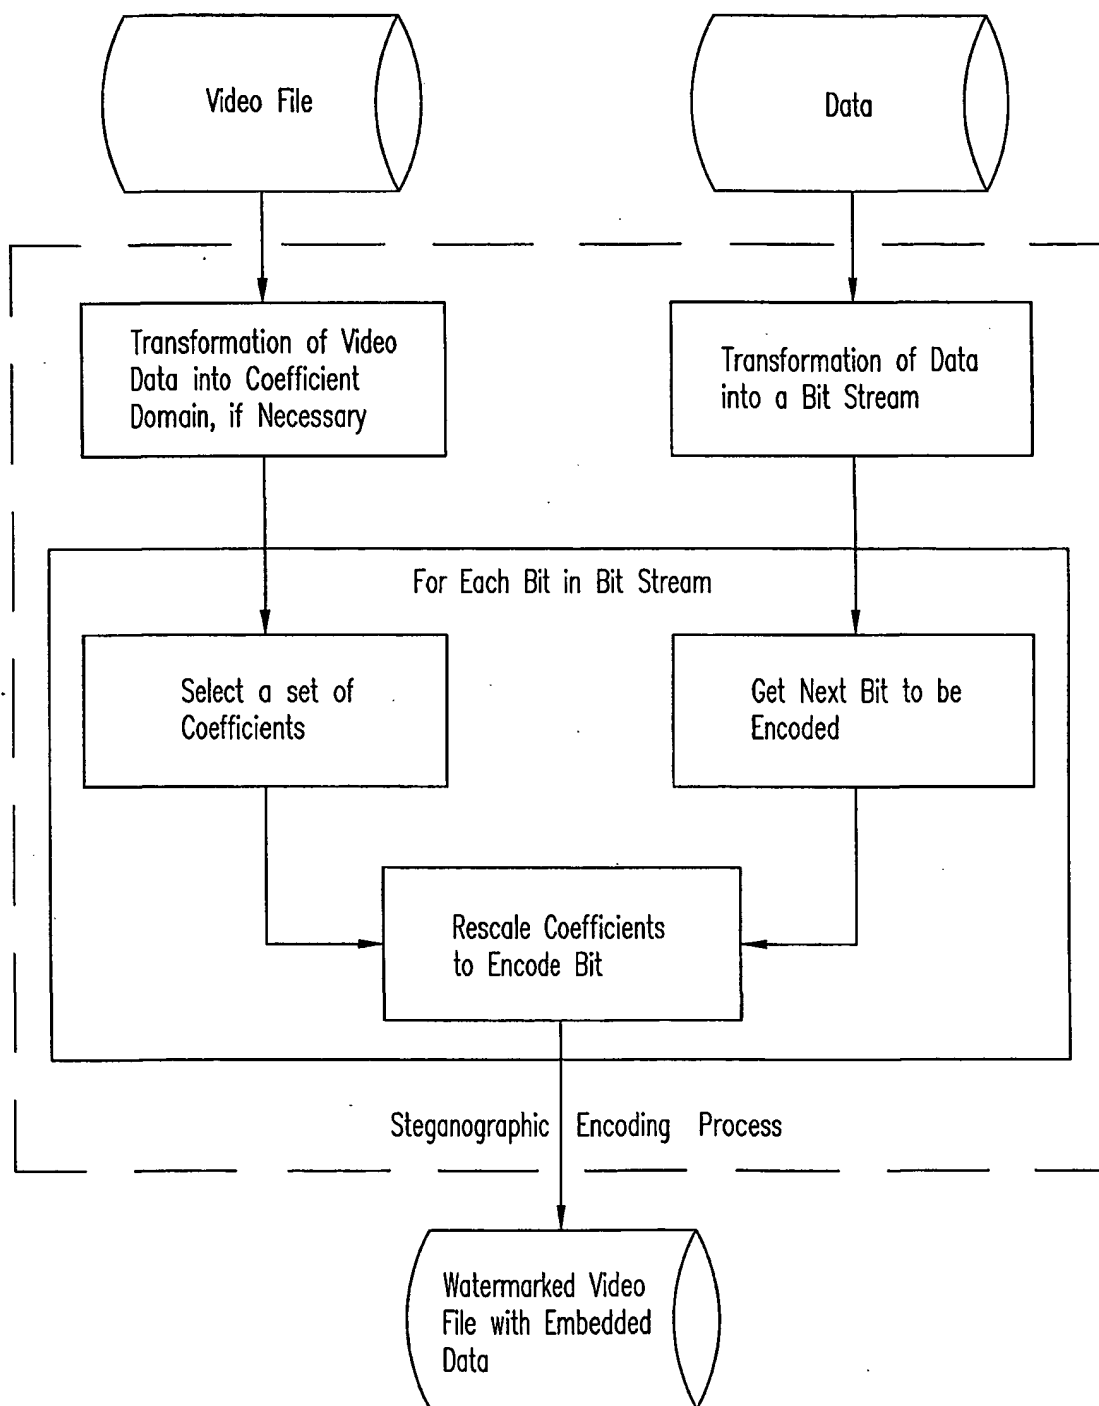 Video File
Data
Transformation of Video
Data into Coefficient
Domain, if Necessary
Transformation of Data
into a Bit Stream
For Each Bit in Bit Stream
Select a set of
Coefficients
Get Next Bit to be
Encoded
Rescale Coefficients
to Encode Bit
Steganographic Encoding Process
Watermarked Video
File with Embedded
Data